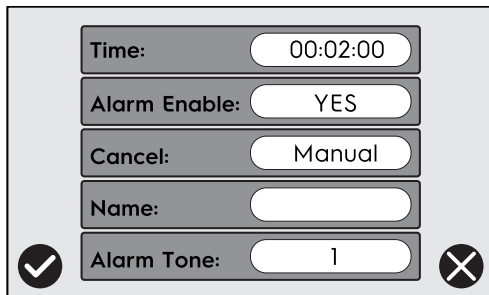 Time: 00:02:00
Alarm Enable: YES
Cancel: Manual
Name:
Alarm Tone: 1